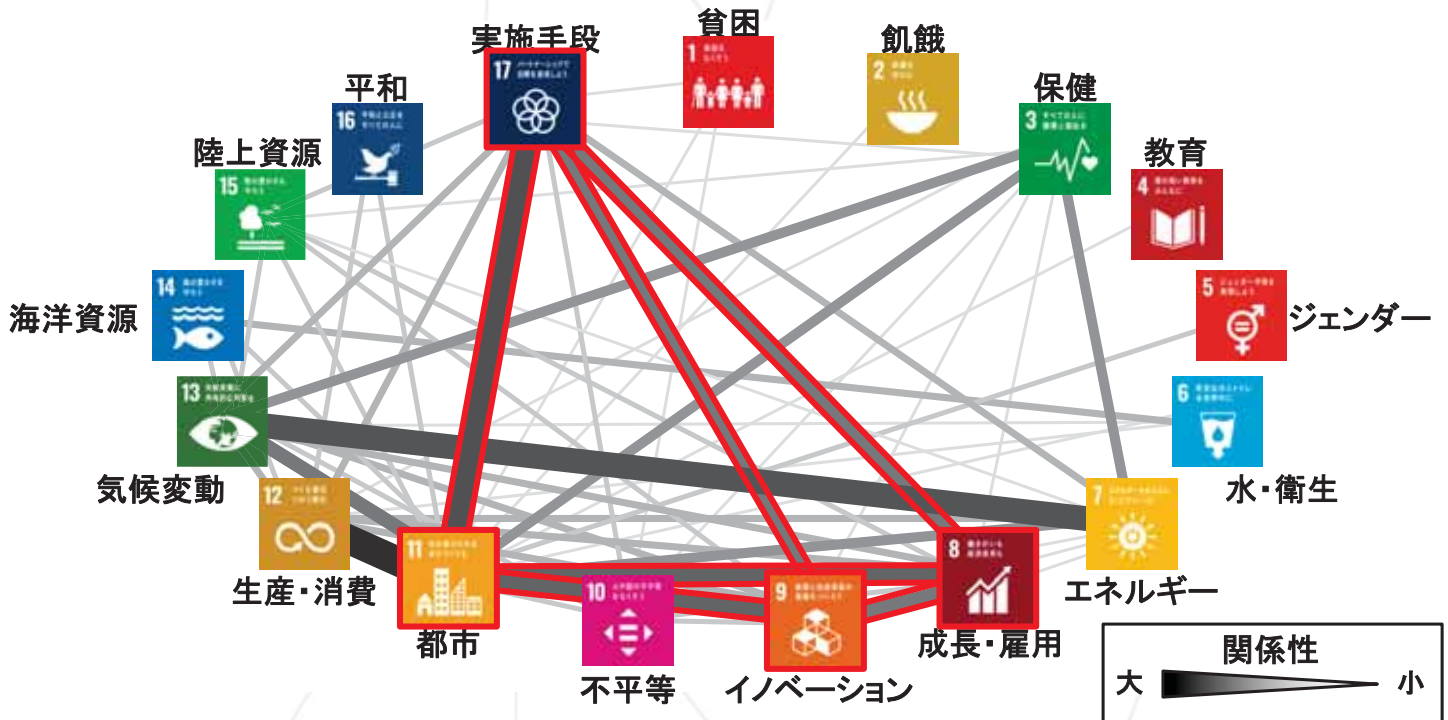 実施手段
17
貧困
1
飢餓
2
保健
3
教育
4
ジェンダー
5
水・衛生
6
エネルギー
7
成長・雇用
8
イノベーション
9
不平等
10
都市
11
生産・消費
12
気候変動
13
海洋資源
14
陸上資源
15
平和
16
関係性
大 小